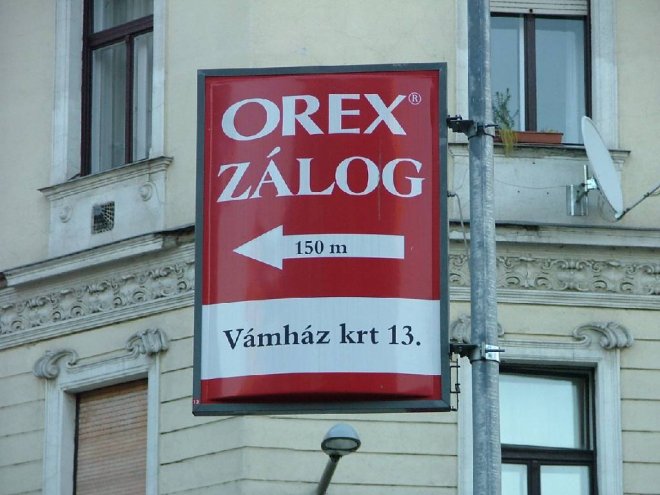 OREX®
ZÁLOG
150 m
Vámház krt 13.